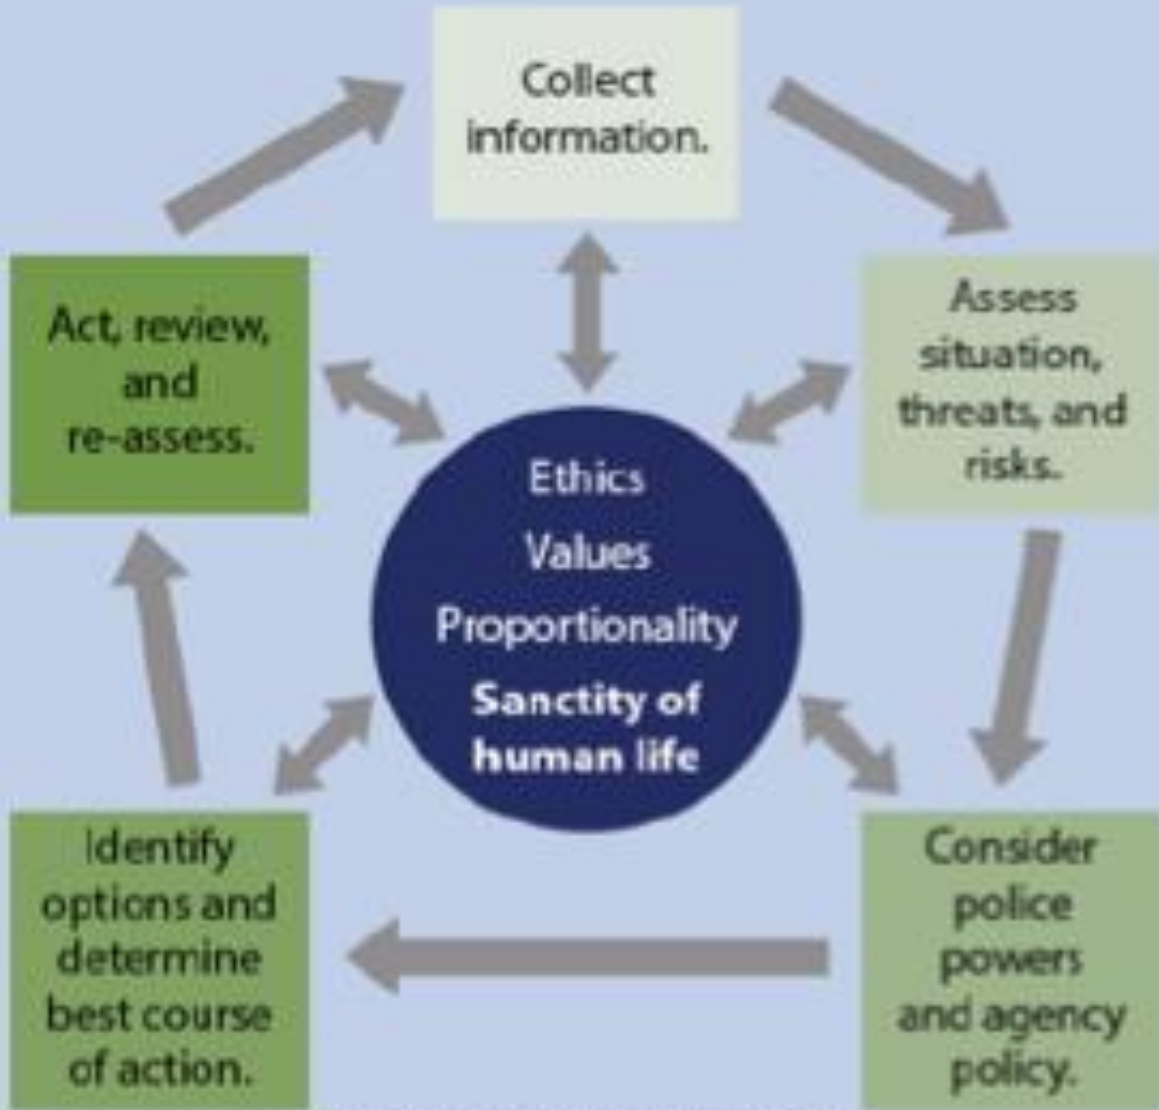 Collect
information.
Assess
situation,
threats, and
risks.
Consider
police
powers
and agency
policy.
Identify
options and
determine
best course
of action.
Act, review,
and
re-assess.
Ethics
Values
Proportionality
Sanctity of
human life